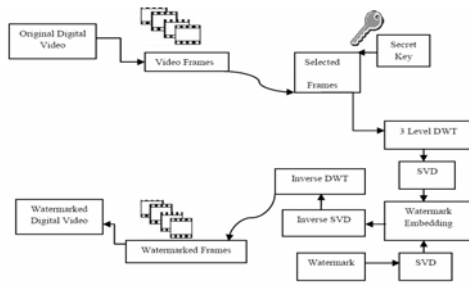 Original Digital
Video
Video Frames
Selected
Frames
Secret
Key
3 Level DWT
SVD
Watermark
Embedding
Inverse DWT
Inverse SVD
Watermark
SVD
Watermarked Frames
Watermarked
Digital Video